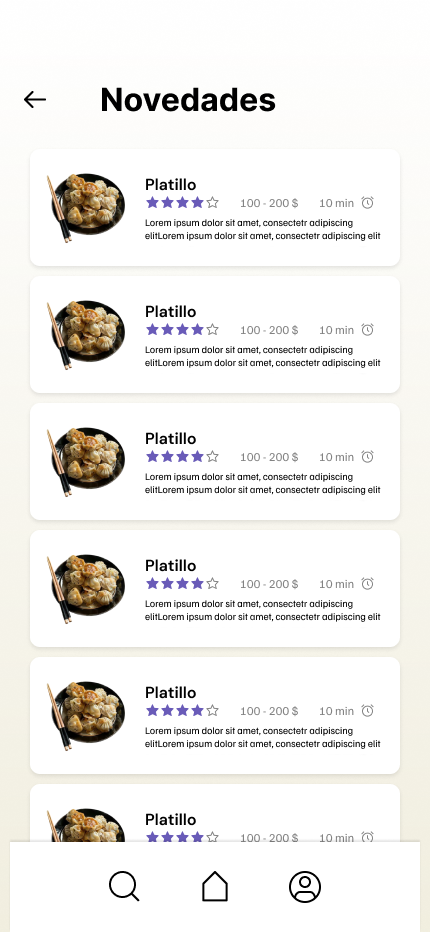 Novedades
Platillo
100 - 200 $ 10 min
Lorem ipsum dolor sit amet, consectetr adipiscing
elitLorem ipsum dolor sit amet, consectetr adipiscing elit
Platillo
100 - 200 $ 10 min
Lorem ipsum dolor sit amet, consectetr adipiscing
elitLorem ipsum dolor sit amet, consectetr adipiscing elit
Platillo
100 - 200 $ 10 min
Lorem ipsum dolor sit amet, consectetr adipiscing
elitLorem ipsum dolor sit amet, consectetr adipiscing elit
Platillo
100 - 200 $ 10 min
Lorem ipsum dolor sit amet, consectetr adipiscing
elitLorem ipsum dolor sit amet, consectetr adipiscing elit
Platillo
100 - 200 $ 10 min
Lorem ipsum dolor sit amet, consectetr adipiscing
elitLorem ipsum dolor sit amet, consectetr adipiscing elit
Platillo
100 - 200 $ 10 min